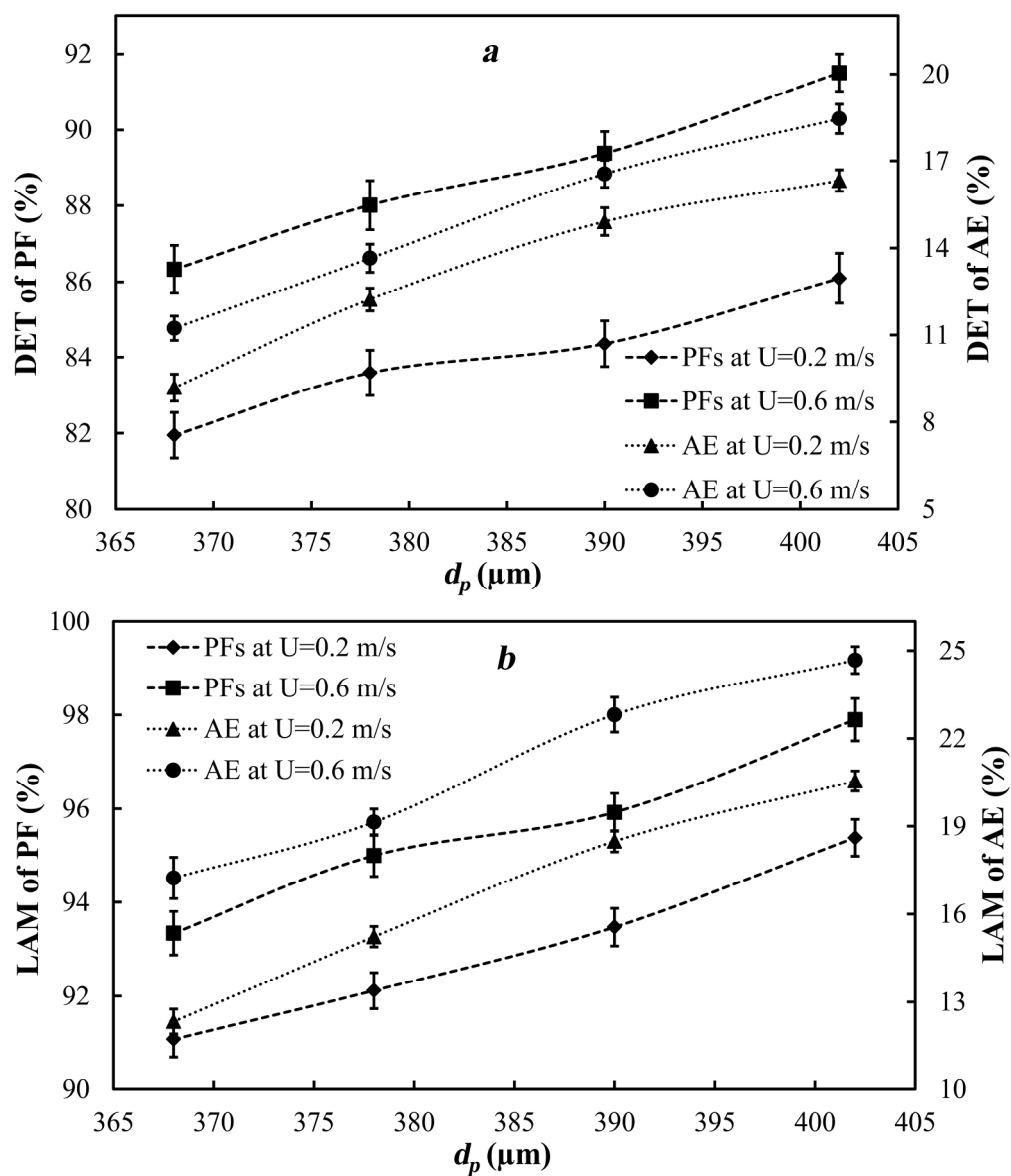 a
92
90
88
86
84
82
80
DET of PF (%)
20
17
14
11
8
5
DET of AE (%)
PFs at U=0.2 m/s
PFs at U=0.6 m/s
AE at U=0.2 m/s
AE at U=0.6 m/s
365 370 375 380 385 390 395 400 405
dp (μm)
b
100
98
96
94
92
90
LAM of PF (%)
25
22
19
16
13
10
LAM of AE (%)
PFs at U=0.2 m/s
PFs at U=0.6 m/s
AE at U=0.2 m/s
AE at U=0.6 m/s
365 370 375 380 385 390 395 400 405
dp (μm)